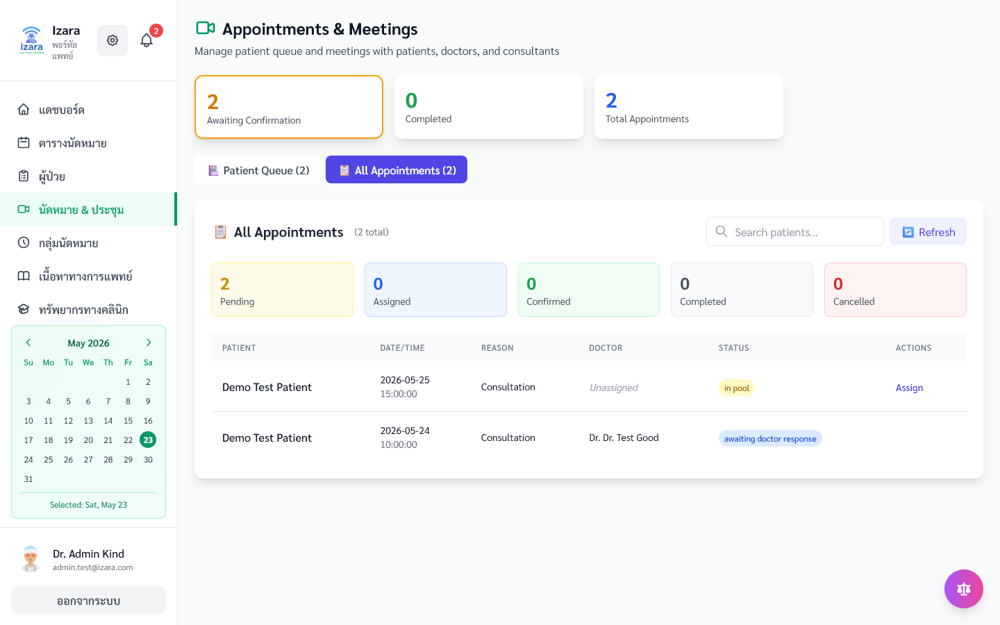 izara
Izara
พอร์ทัล
แพทย์
2
แดชบอร์ด
ตารางนัดหมาย
ผู้ป่วย
นัดหมาย & ประชุม
กลุ่มนัดหมาย
เนื้อหาทางการแพทย์
ทรัพยากรทางคลินิก
May 2026
Su Mo Tu We Th Fr Sa
1 2
3 4 5 6 7 8 9
10 11 12 13 14 15 16
17 18 19 20 21 22 23
24 25 26 27 28 29 30
31
Selected: Sat, May 23
Dr. Admin Kind
admin.test@izara.com
ออกจากระบบ
Appointments & Meetings
Manage patient queue and meetings with patients, doctors, and consultants
2
Awaiting Confirmation
0
Completed
2
Total Appointments
Patient Queue (2)
All Appointments (2)
All Appointments (2 total)
Search patients...
Refresh
2
Pending
0
Assigned
0
Confirmed
0
Completed
0
Cancelled
PATIENT DATE/TIME REASON DOCTOR STATUS ACTIONS
Demo Test Patient 2026-05-25 15:00:00 Consultation Unassigned in pool Assign
Demo Test Patient 2026-05-24 10:00:00 Consultation Dr. Dr. Test Good awaiting doctor response